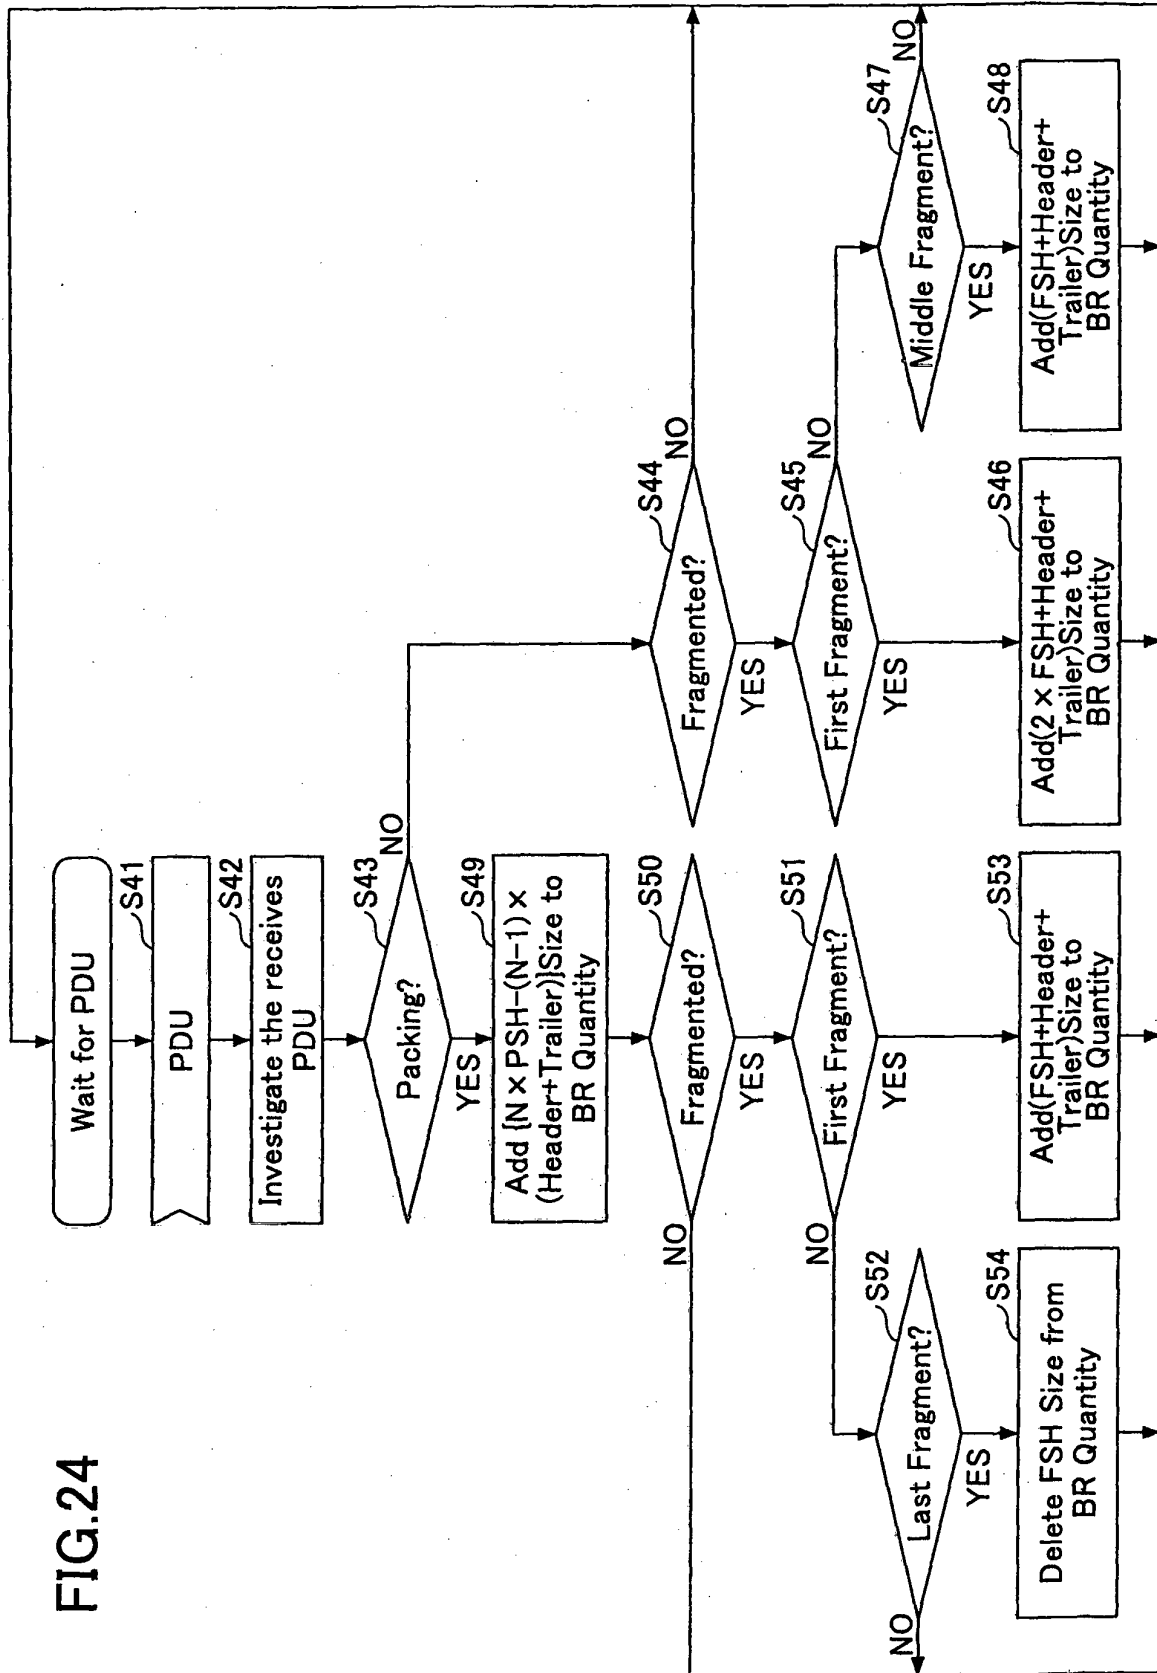 FIG.24
Wait for PDU
S41
PDU
S42
Investigate the receives
PDU
S43
Packing?
NO
YES
S49
Add {N × PSH-(N-1) ×
(Header+Trailer)}Size to
BR Quantity
S50
Fragmented?
NO
YES
S51
First Fragment?
NO
YES
S52
Last Fragment?
NO
YES
S54
Delete FSH Size from
BR Quantity
S53
Add(FSH+Header+
Trailer)Size to
BR Quantity
S44
Fragmented?
NO
YES
S45
First Fragment?
NO
YES
S46
Add(2 × FSH+Header+
Trailer)Size to
BR Quantity
S47
Middle Fragment?
NO
YES
S48
Add(FSH+Header+
Trailer)Size to
BR Quantity